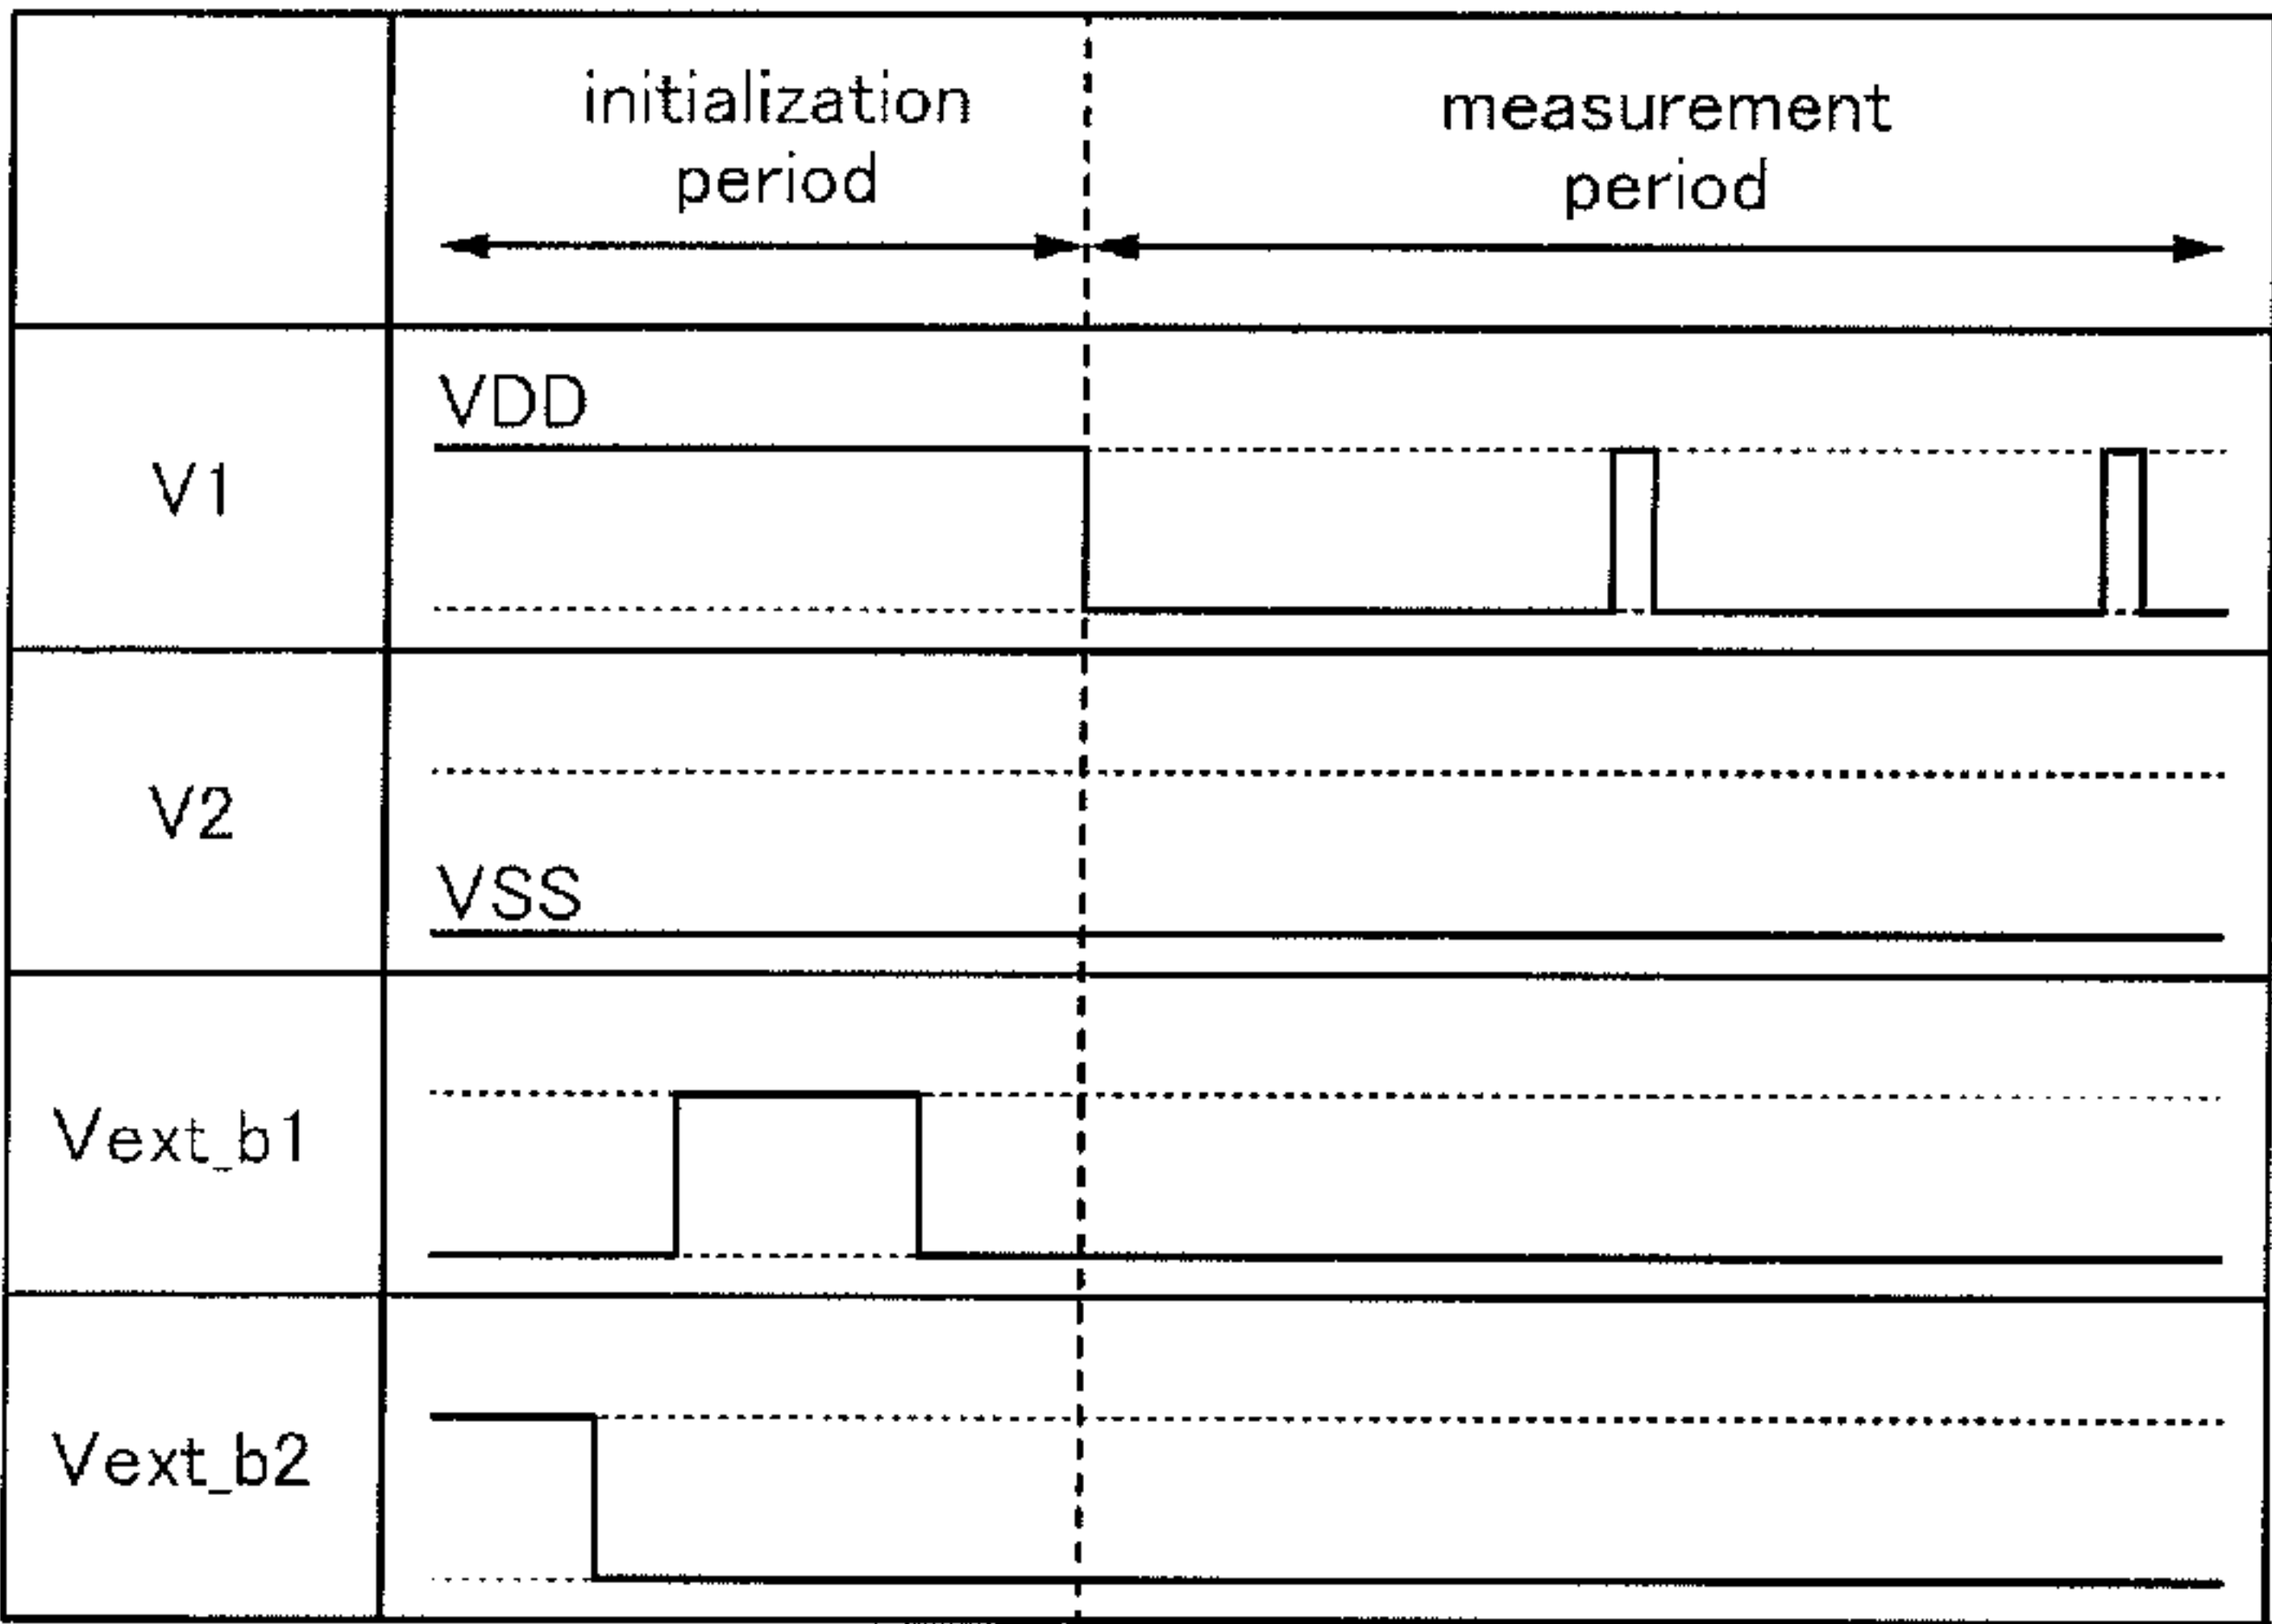 initialization
period
measurement
period
VDD
V1
V2
VSS
Vext_b1
Vext_b2